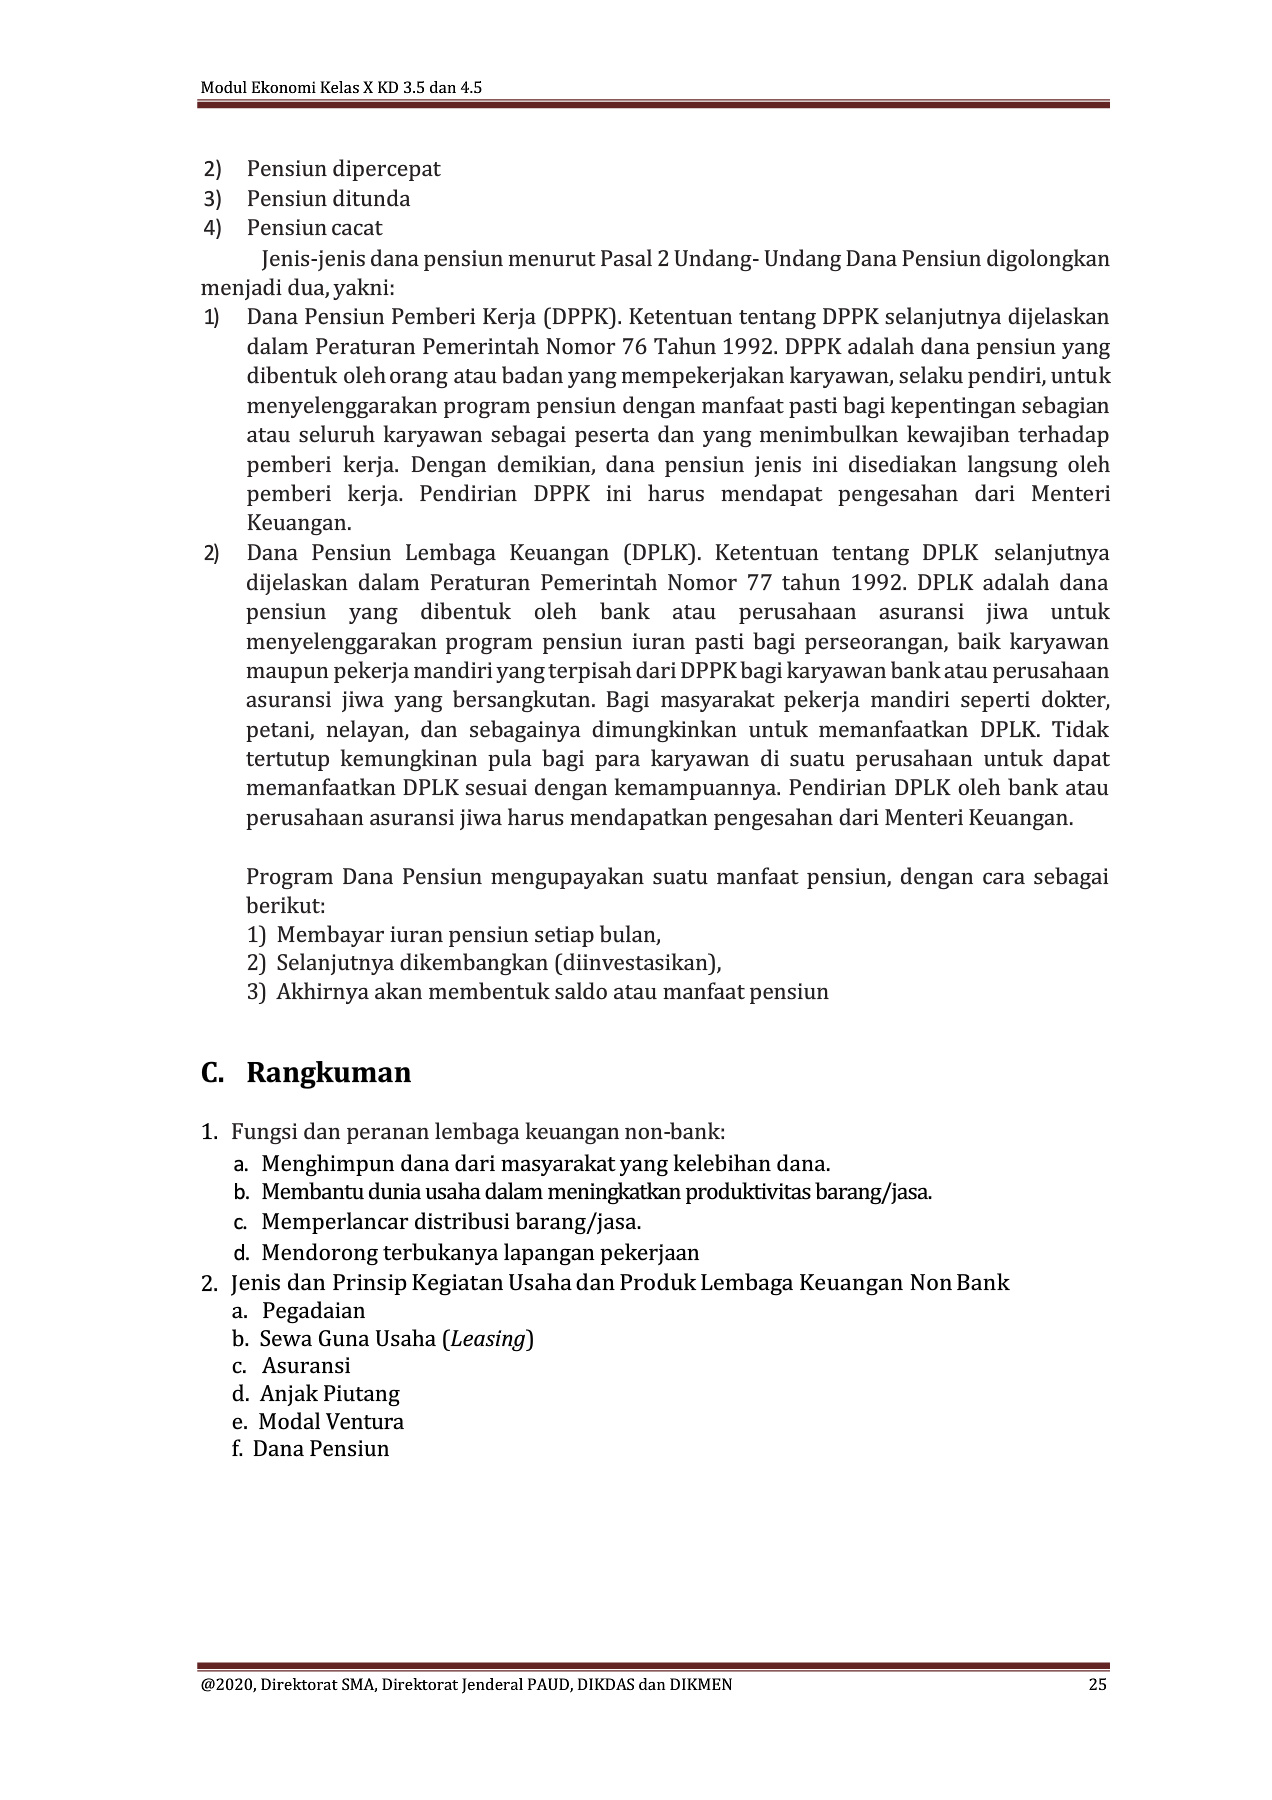 Modul Ekonomi Kelas X KD 3.5 dan 4.5
2) Pensiun dipercepat
3) Pensiun ditunda
4) Pensiun cacat
Jenis-jenis dana pensiun menurut Pasal 2 Undang- Undang Dana Pensiun digolongkan
menjadi dua, yakni:
1) Dana Pensiun Pemberi Kerja (DPPK). Ketentuan tentang DPPK selanjutnya dijelaskan
dalam Peraturan Pemerintah Nomor 76 Tahun 1992. DPPK adalah dana pensiun yang
dibentuk oleh orang atau badan yang mempekerjakan karyawan, selaku pendiri, untuk
menyelenggarakan program pensiun dengan manfaat pasti bagi kepentingan sebagian
atau seluruh karyawan sebagai peserta dan yang menimbulkan kewajiban terhadap
pemberi kerja. Dengan demikian, dana pensiun jenis ini disediakan langsung oleh
pemberi kerja. Pendirian DPPK ini harus mendapat pengesahan dari Menteri
Keuangan.
2) Dana Pensiun Lembaga Keuangan (DPLK). Ketentuan tentang DPLK selanjutnya
dijelaskan dalam Peraturan Pemerintah Nomor 77 tahun 1992. DPLK adalah dana
pensiun yang dibentuk oleh bank atau perusahaan asuransi jiwa untuk
menyelenggarakan program pensiun iuran pasti bagi perseorangan, baik karyawan
maupun pekerja mandiri yang terpisah dari DPPK bagi karyawan bank atau perusahaan
asuransi jiwa yang bersangkutan. Bagi masyarakat pekerja mandiri seperti dokter,
petani, nelayan, dan sebagainya dimungkinkan untuk memanfaatkan DPLK. Tidak
tertutup kemungkinan pula bagi para karyawan di suatu perusahaan untuk dapat
memanfaatkan DPLK sesuai dengan kemampuannya. Pendirian DPLK oleh bank atau
perusahaan asuransi jiwa harus mendapatkan pengesahan dari Menteri Keuangan.
Program Dana Pensiun mengupayakan suatu manfaat pensiun, dengan cara sebagai
berikut:
1) Membayar iuran pensiun setiap bulan,
2) Selanjutnya dikembangkan (diinvestasikan),
3) Akhirnya akan membentuk saldo atau manfaat pensiun
C. Rangkuman
1. Fungsi dan peranan lembaga keuangan non-bank:
a. Menghimpun dana dari masyarakat yang kelebihan dana.
b. Membantu dunia usaha dalam meningkatkan produktivitas barang/jasa.
c. Memperlancar distribusi barang/jasa.
d. Mendorong terbukanya lapangan pekerjaan
2. Jenis dan Prinsip Kegiatan Usaha dan Produk Lembaga Keuangan Non Bank
a. Pegadaian
b. Sewa Guna Usaha (Leasing)
c. Asuransi
d. Anjak Piutang
e. Modal Ventura
f. Dana Pensiun
@2020, Direktorat SMA, Direktorat Jenderal PAUD, DIKDAS dan DIKMEN 25